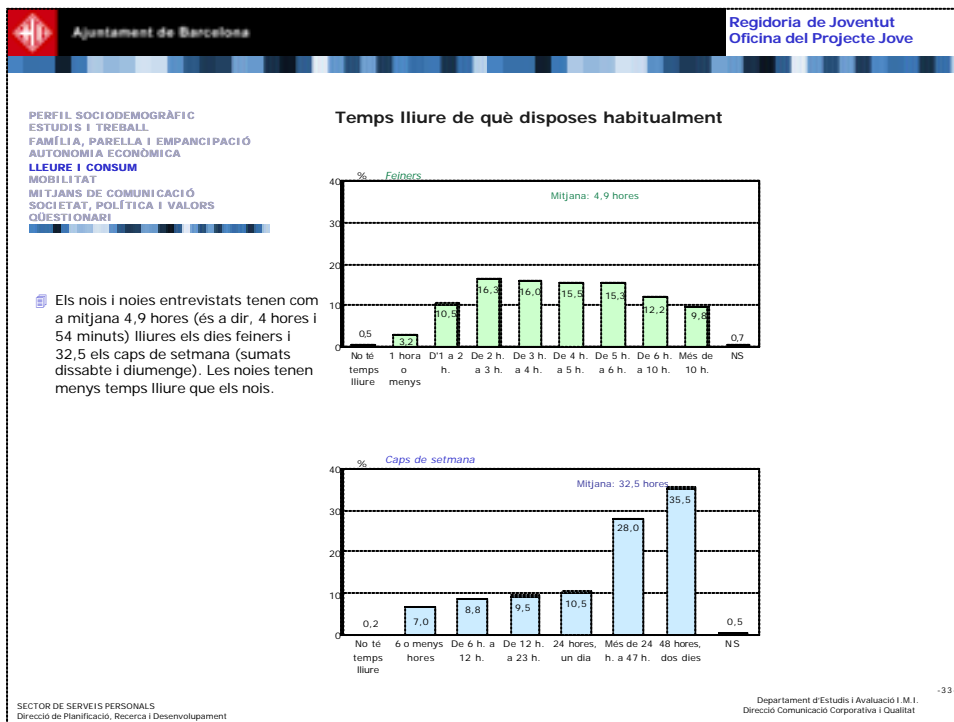 Ajuntament de Barcelona
Regidoria de Joventut
Oficina del Projecte Jove
PERFIL SOCIODEMOGRÀFIC
ESTUDIS I TREBALL
FAMÍLIA, PARELLA I EMPANCIPACIÓ
AUTONOMIA ECONÒMICA
LLEURE I CONSUM
MOBILITAT
MITJANS DE COMUNICACIÓ
SOCIETAT, POLÍTICA I VALORS
QÜESTIONARI
Els nois i noies entrevistats tenen com
a mitjana 4,9 hores (és a dir, 4 hores i
54 minuts) lliures els dies feiners i
32,5 els caps de setmana (sumats
dissabte i diumenge). Les noies tenen
menys temps lliure que els nois.
Temps lliure de què disposes habitualment
% Feiners
Mitjana: 4,9 hores
40
30
20
10
0
0,5 3,2 10,5 16,3 16,0 15,5 15,3 12,2 9,8 0,7
No té 1 hora D'1 a 2 De 2 h. De 3 h. De 4 h. De 5 h. De 6 h. Més de NS
temps o h. a 3 h. a 4 h. a 5 h. a 6 h. a 10 h. 10 h.
lliure menys
% Caps de setmana
Mitjana: 32,5 hores
40
30
20
10
0
0,2 7,0 8,8 9,5 10,5 28,0 35,5 0,5
No té 6 o menys De 6 h. a De 12 h. 24 hores, Més de 24 48 hores, NS
temps hores 12 h. a 23 h. un dia h. a 47 h. dos dies
lliure
SECTOR DE SERVEIS PERSONALS
Direcció de Planificació, Recerca i Desenvolupament
Departament d'Estudis i Avaluació I.M.I.
Direcció Comunicació Corporativa i Qualitat
-33